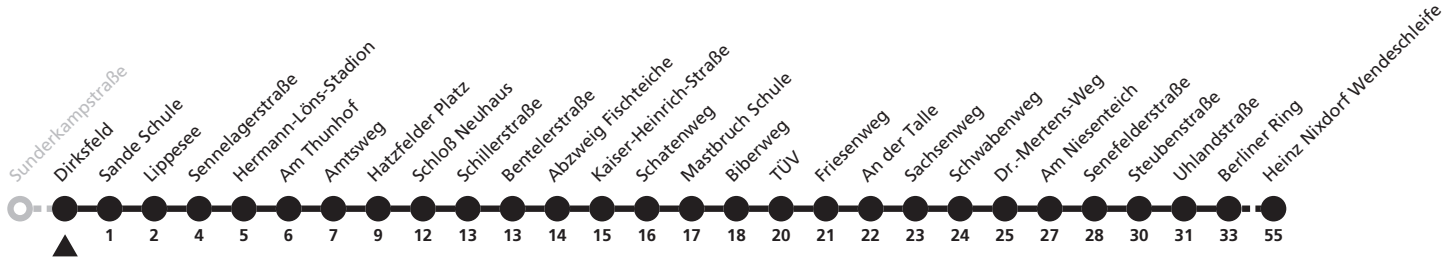 Sunderkampstraße
Dirksfeld
Sande Schule
Lippesee
Sennelagerstraße
Hermann-Löns-Stadion
Am Thunhof
Amtsweg
Hatzfelder Platz
Schloß Neuhaus
Schillerstraße
Bentelerstraße
Abzweig Fischteiche
Kaiser-Heinrich-Straße
Schatenweg
Mastbruch Schule
Biberweg
TÜV
Friesenweg
An der Talle
Sachsenweg
Schwabenweg
Dr.-Mertens-Weg
Am Niesenteich
Senefelderstraße
Steubenstraße
Uhlandstraße
Berliner Ring
Heinz Nixdorf Wendeschleife
1 2 4 5 6 7 9 12 13 13 14 15 16 17 18 20 21 22 23 24 25 27 28 30 31 33 55